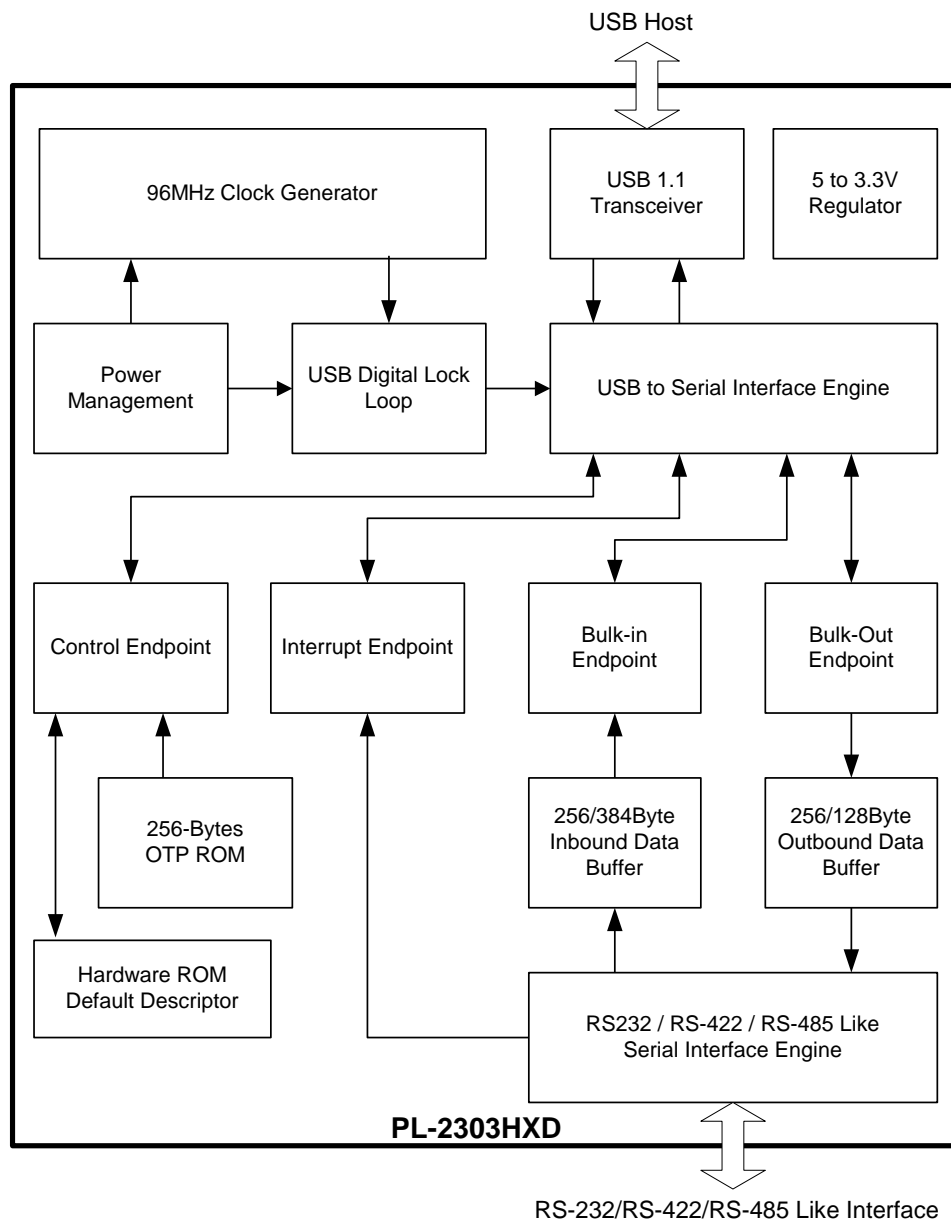 USB Host
96MHz Clock Generator
USB 1.1
Transceiver
5 to 3.3V
Regulator
Power
Management
USB Digital Lock
Loop
USB to Serial Interface Engine
Control Endpoint
Interrupt Endpoint
Bulk-in
Endpoint
Bulk-Out
Endpoint
256-Bytes
OTP ROM
256/384Byte
Inbound Data
Buffer
256/128Byte
Outbound Data
Buffer
Hardware ROM
Default Descriptor
RS232 / RS-422 / RS-485 Like
Serial Interface Engine
PL-2303HXD
RS-232/RS-422/RS-485 Like Interface